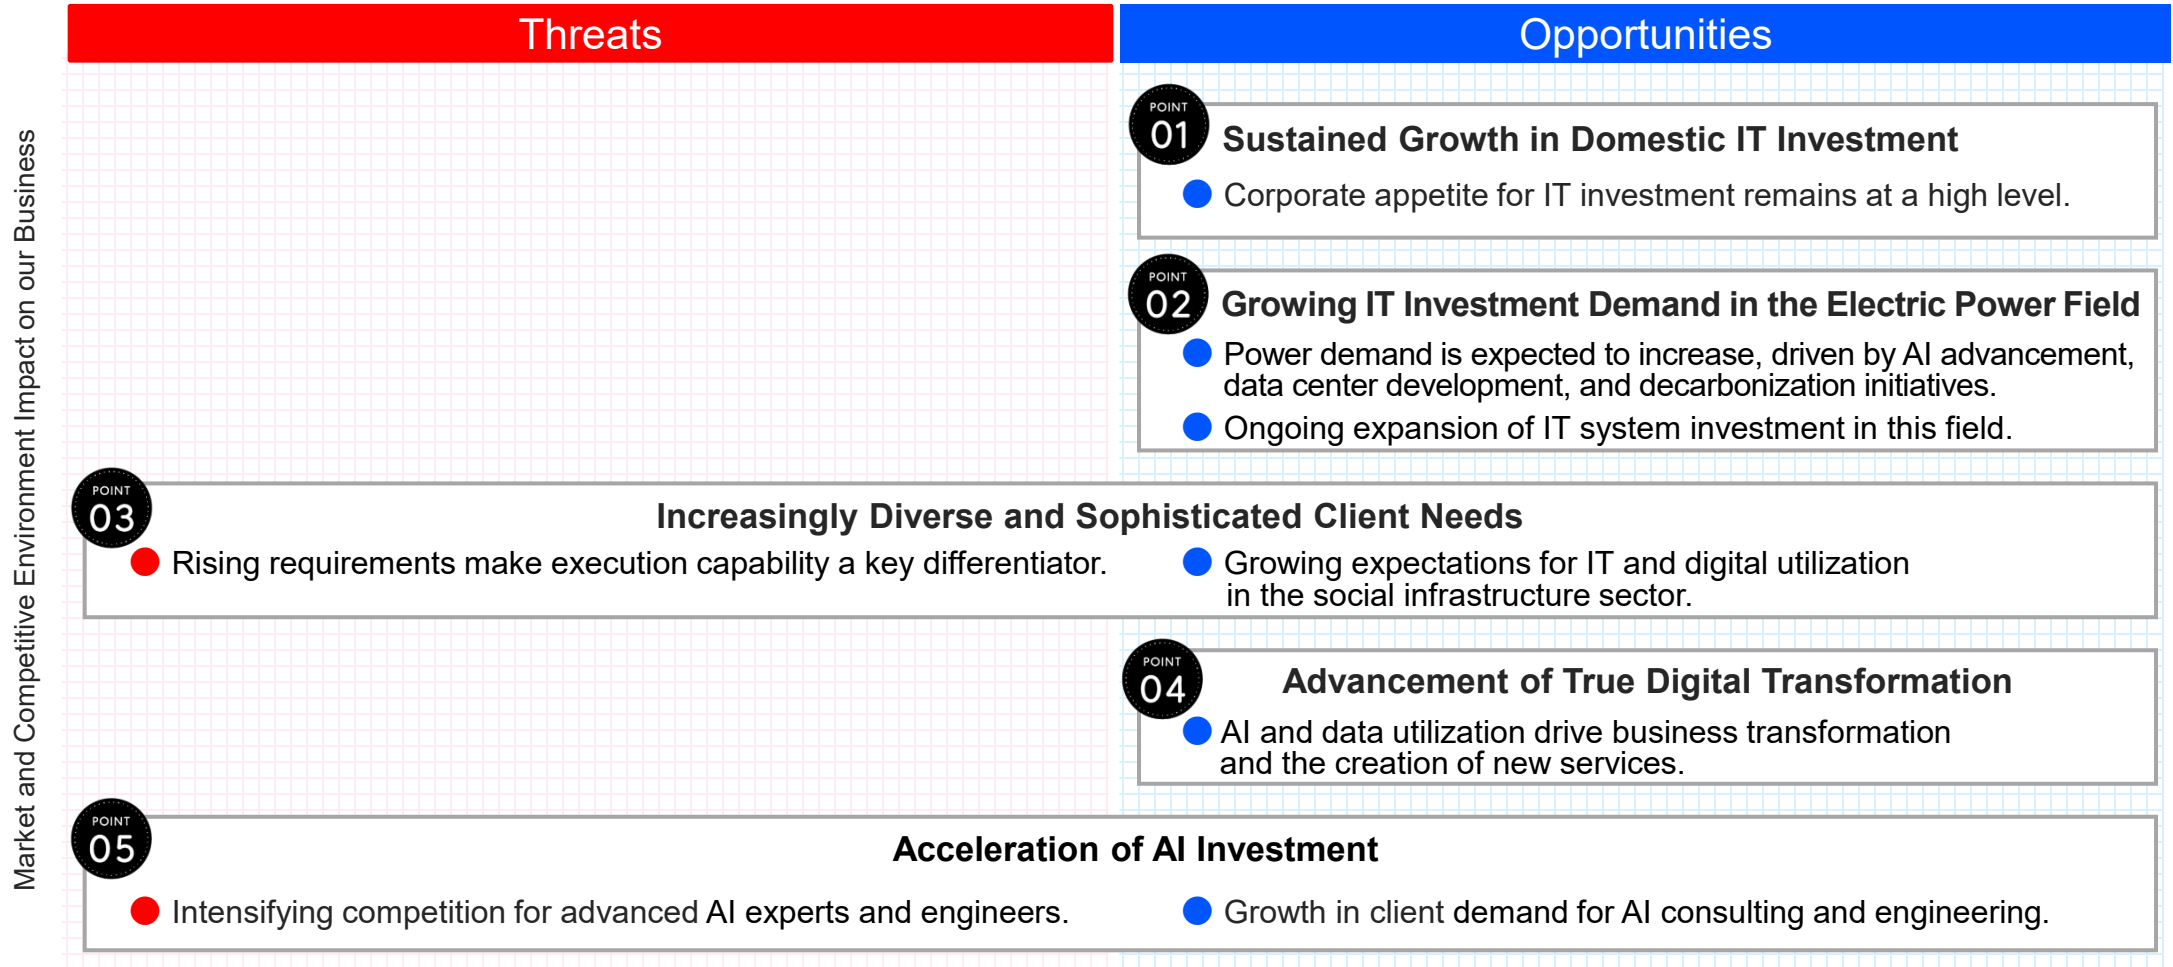 Threats
Opportunities
Market and Competitive Environment Impact on our Business
POINT
01
Sustained Growth in Domestic IT Investment
Corporate appetite for IT investment remains at a high level.
POINT
02
Growing IT Investment Demand in the Electric Power Field
Power demand is expected to increase, driven by AI advancement,
data center development, and decarbonization initiatives.
Ongoing expansion of IT system investment in this field.
POINT
03
Increasingly Diverse and Sophisticated Client Needs
Rising requirements make execution capability a key differentiator.
Growing expectations for IT and digital utilization
in the social infrastructure sector.
POINT
04
Advancement of True Digital Transformation
AI and data utilization drive business transformation
and the creation of new services.
POINT
05
Acceleration of AI Investment
Intensifying competition for advanced AI experts and engineers.
Growth in client demand for AI consulting and engineering.